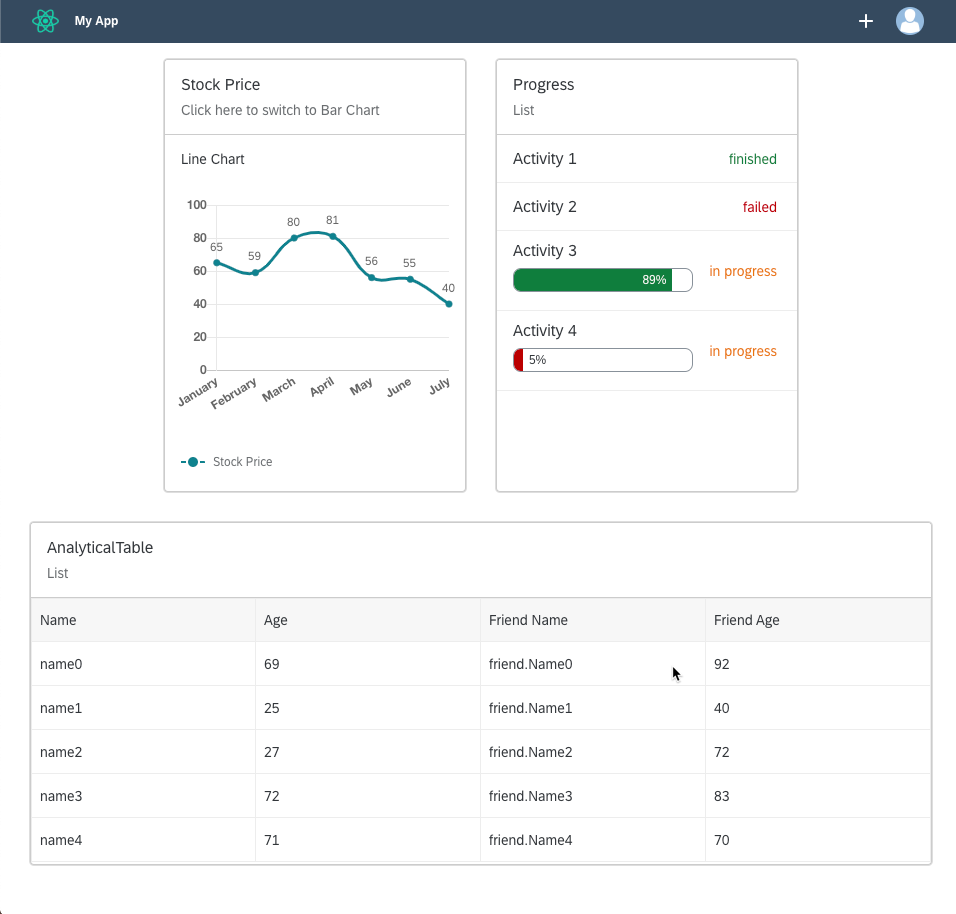 My App
Stock Price
Click here to switch to Bar Chart
Line Chart
100
80
60
40
20
0
65
59
80
81
56
55
40
January
February
March
April
May
June
July
Stock Price
Progress
List
Activity 1 finished
Activity 2 failed
Activity 3
89%
in progress
Activity 4
5%
in progress
AnalyticalTable
List
Name Age Friend Name Friend Age
name0 69 friend.Name0 92
name1 25 friend.Name1 40
name2 27 friend.Name2 72
name3 72 friend.Name3 83
name4 71 friend.Name4 70